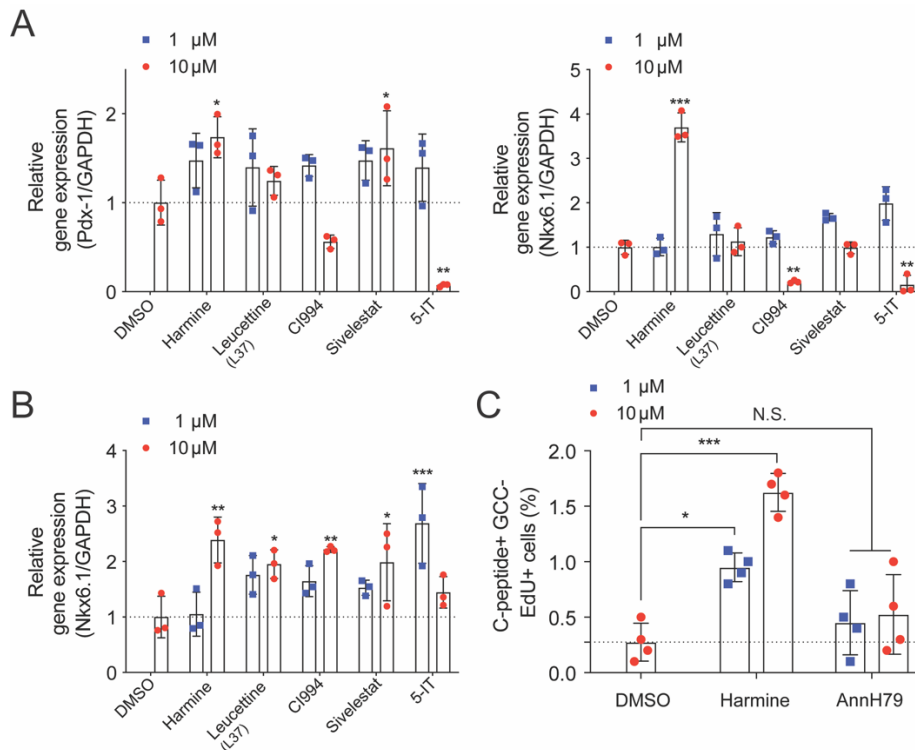 A
1 µM
10 µM
Relative
gene expression
(Pdx-1/GAPDH)
2
1
0
*
*
**
DMSO
Harmine
Leucettine
(L37)
CI994
Sivelestat
5-IT
1 µM
10 µM
Relative
gene expression
(Nkx6.1/GAPDH)
5
4
3
2
1
0
***
**
**
DMSO
Harmine
Leucettine
(L37)
CI994
Sivelestat
5-IT
B
1 µM
10 µM
Relative
gene expression
(Nkx6.1/GAPDH)
4
3
2
1
0
**
*
**
*
***
DMSO
Harmine
Leucettine
(L37)
CI994
Sivelestat
5-IT
C
1 µM
10 µM
N.S.
***
*
C-peptide+ GCC-
EdU+ cells (%)
2.0
1.5
1.0
0.5
0.0
DMSO
Harmine
AnnH79